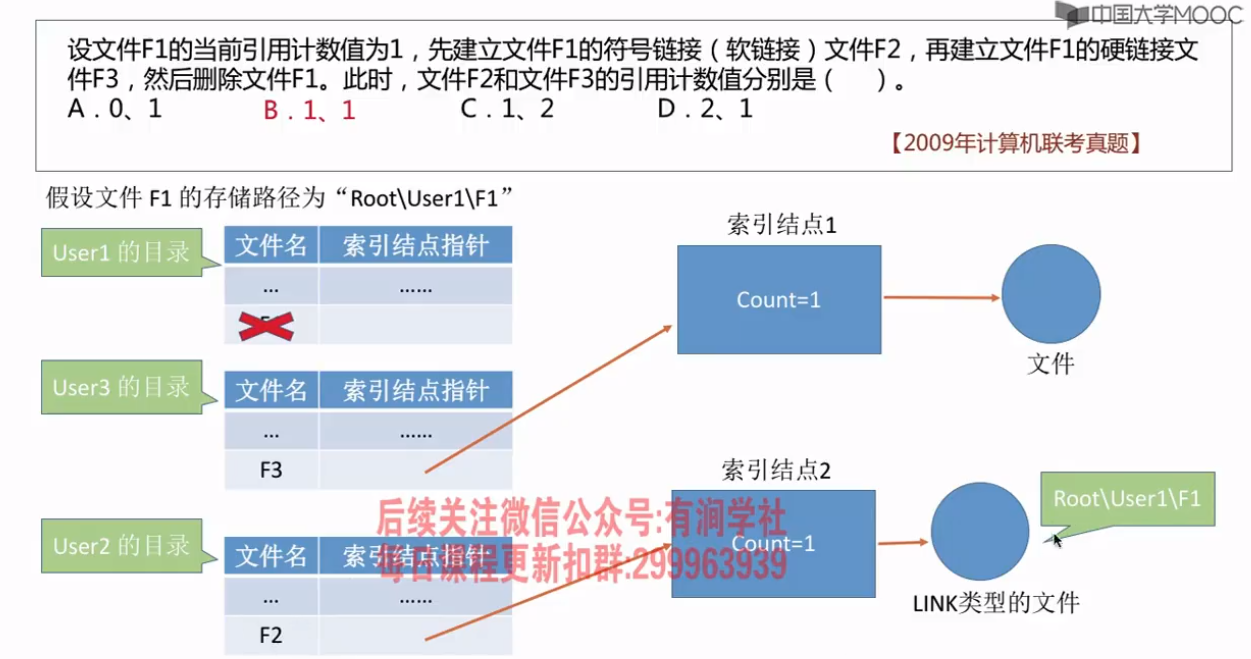 中国大学MOOC
设文件F1的当前引用计数值为1，先建立文件F1的符号链接（软链接）文件F2，再建立文件F1的硬链接文
件F3，然后删除文件F1。此时，文件F2和文件F3的引用计数值分别是（　　）。
A．0、1　B．1、1　C．1、2　D．2、1
【2009年计算机联考真题】
假设文件 F1 的存储路径为“Root\User1\F1”
User1 的目录
文件名　索引结点指针
...　......
索引结点1
Count=1
文件
User3 的目录
文件名　索引结点指针
...　......
F3
User2 的目录
文件名　索引结点指针
...　......
F2
索引结点2
Count=1
Root\User1\F1
LINK类型的文件
后续关注微信公众号:有涧学社
每日课程更新扣群:299963939